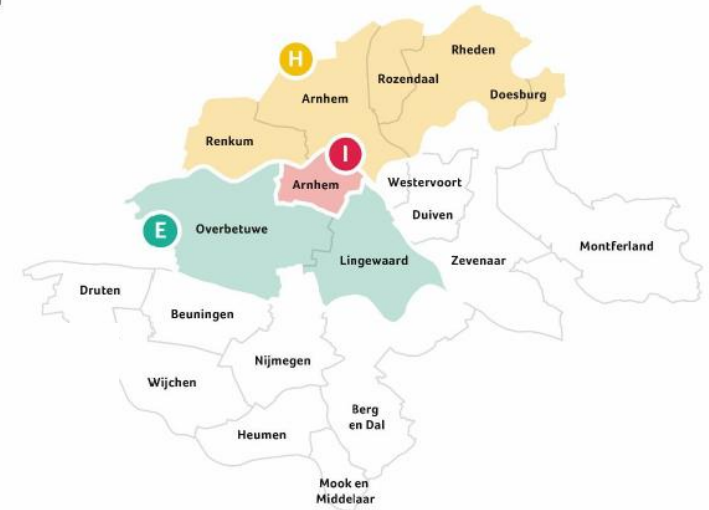 Rheden
H
Rozendaal
Arnhem
Doesburg
Renkum
I
Arnhem
Westervoort
Duiven
E
Overbetuwe
Montferland
Lingewaard
Zevenaar
Druten
Beuningen
Nijmegen
Wijchen
Berg
en Dal
Heumen
Mook en
Middelaar